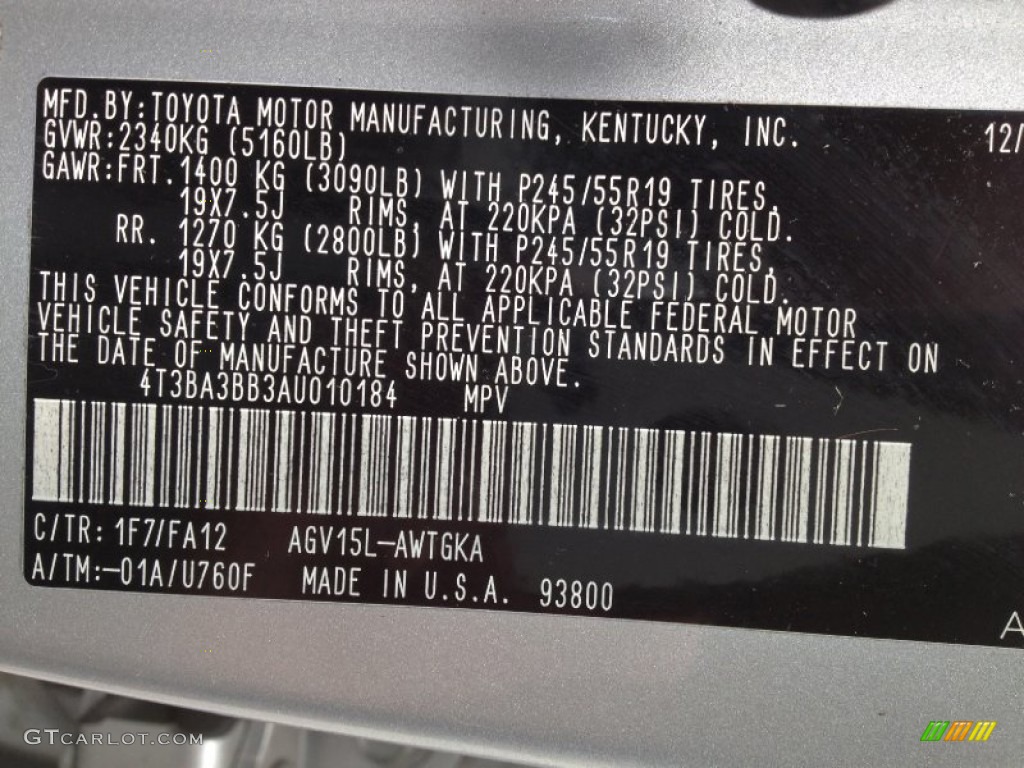 MFD.BY:TOYOTA MOTOR MANUFACTURING, KENTUCKY, INC. 12/
GVWR:2340KG (5160LB)
GAWR:FRT.1400 KG (3090LB) WITH P245/55R19 TIRES,
19X7.5J RIMS, AT 220KPA (32PSI) COLD.
RR. 1270 KG (2800LB) WITH P245/55R19 TIRES,
19X7.5J RIMS, AT 220KPA (32PSI) COLD.
THIS VEHICLE CONFORMS TO ALL APPLICABLE FEDERAL MOTOR
VEHICLE SAFETY AND THEFT PREVENTION STANDARDS IN EFFECT ON
THE DATE OF MANUFACTURE SHOWN ABOVE.
4T3BA3BB3AU010184 MPV
C/TR: 1F7/FA12 AGV15L-AWTGKA
A/TM:-01A/U760F MADE IN U.S.A. 93800
A
GTCARLOT.COM